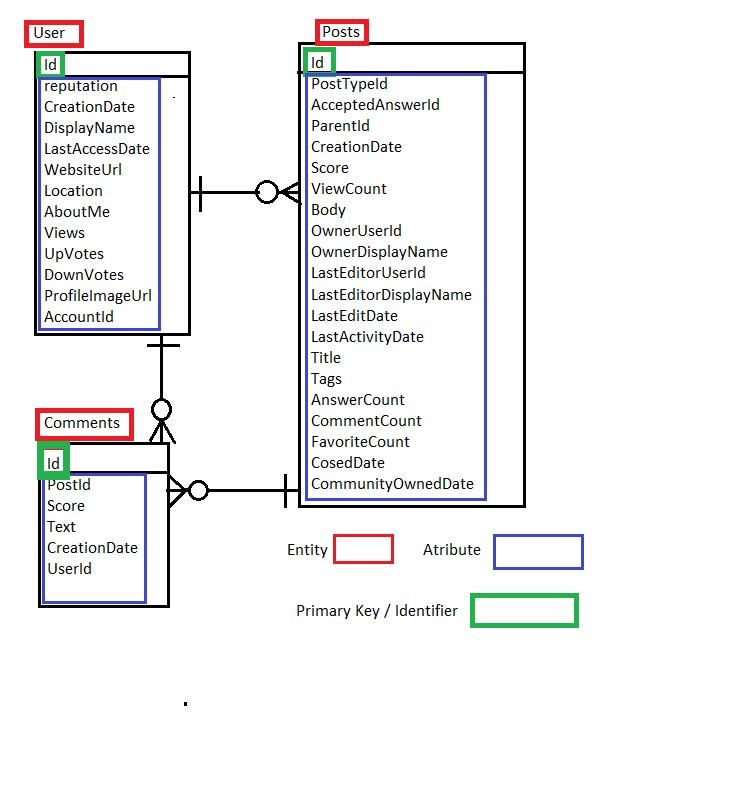 User
Id
reputation
CreationDate
DisplayName
LastAccessDate
WebsiteUrl
Location
AboutMe
Views
UpVotes
DownVotes
ProfileImageUrl
AccountId
Posts
Id
PostTypeId
AcceptedAnswerId
ParentId
CreationDate
Score
ViewCount
Body
OwnerUserId
OwnerDisplayName
LastEditorUserId
LastEditorDisplayName
LastEditDate
LastActivityDate
Title
Tags
AnswerCount
CommentCount
FavoriteCount
CosedDate
CommunityOwnedDate
Comments
Id
PostId
Score
Text
CreationDate
UserId
Entity
Atribute
Primary Key / Identifier